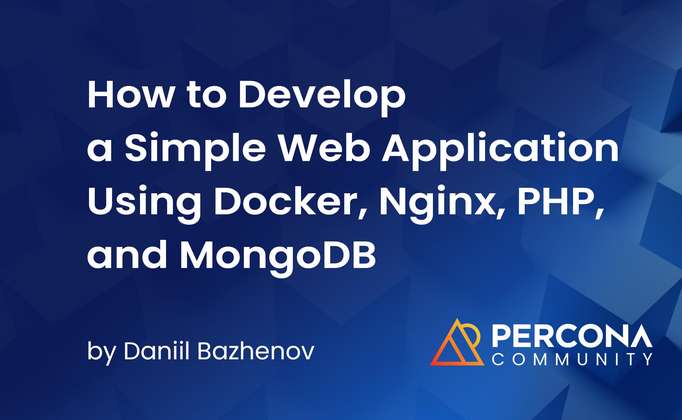 How to Develop
a Simple Web Application
Using Docker, Nginx, PHP,
and MongoDB
by Daniil Bazhenov
PERCONA
COMMUNITY